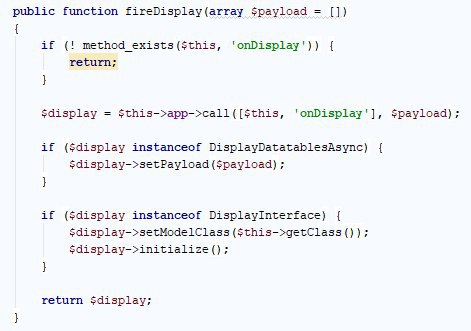 public function fireDisplay(array $payload = [])
{
    if (! method_exists($this, 'onDisplay')) {
        return;
    }

    $display = $this->app->call([$this, 'onDisplay'], $payload);

    if ($display instanceof DisplayDatatablesAsync) {
        $display->setPayload($payload);
    }

    if ($display instanceof DisplayInterface) {
        $display->setModelClass($this->getClass());
        $display->initialize();
    }

    return $display;
}